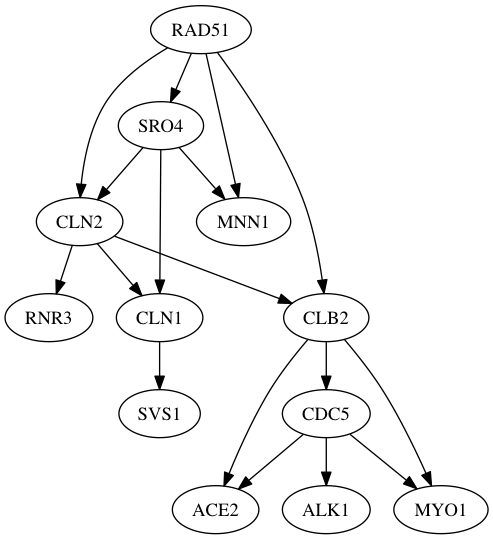 RAD51
SRO4
CLN2
MNN1
RNR3
CLN1
CLB2
SVS1
CDC5
ACE2
ALK1
MYO1